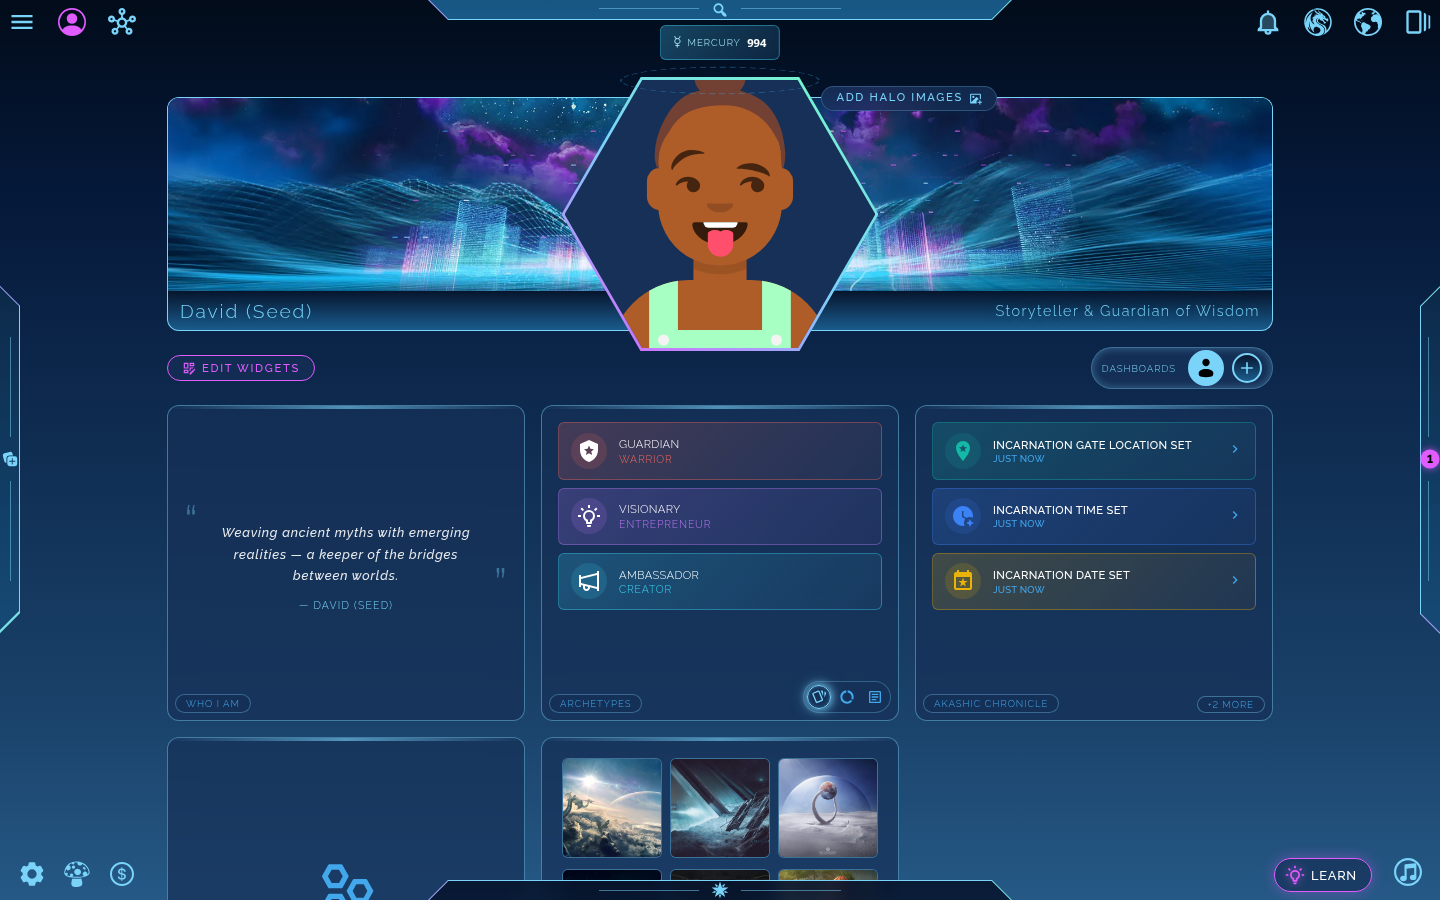 MERCURY 994
ADD HALO IMAGES
David (Seed)
Storyteller & Guardian of Wisdom
EDIT WIDGETS
DASHBOARDS
“
Weaving ancient myths with emerging
realities — a keeper of the bridges
between worlds.
”
— DAVID (SEED)
WHO I AM
GUARDIAN
WARRIOR
VISIONARY
ENTREPRENEUR
AMBASSADOR
CREATOR
ARCHETYPES
INCARNATION GATE LOCATION SET
JUST NOW
INCARNATION TIME SET
JUST NOW
INCARNATION DATE SET
JUST NOW
AKASHIC CHRONICLE
+2 MORE
1
LEARN